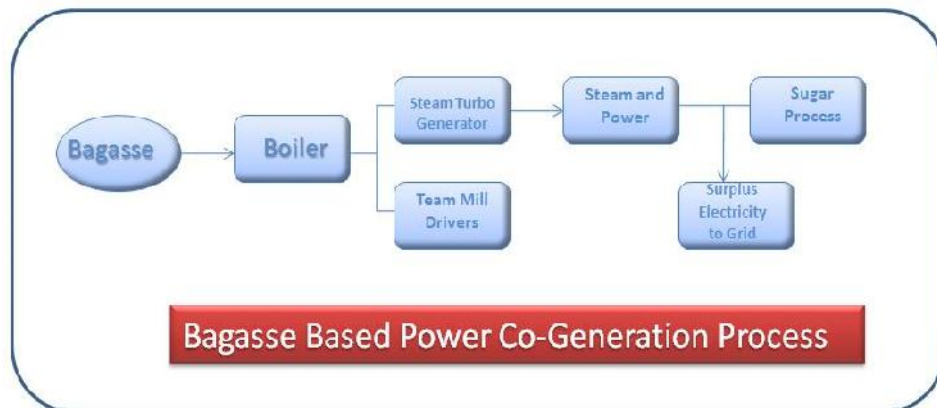 Bagasse
Boiler
Steam Turbo
Generator
Team Mill
Drivers
Steam and
Power
Sugar
Process
Surplus
Electricity
to Grid
Bagasse Based Power Co-Generation Process